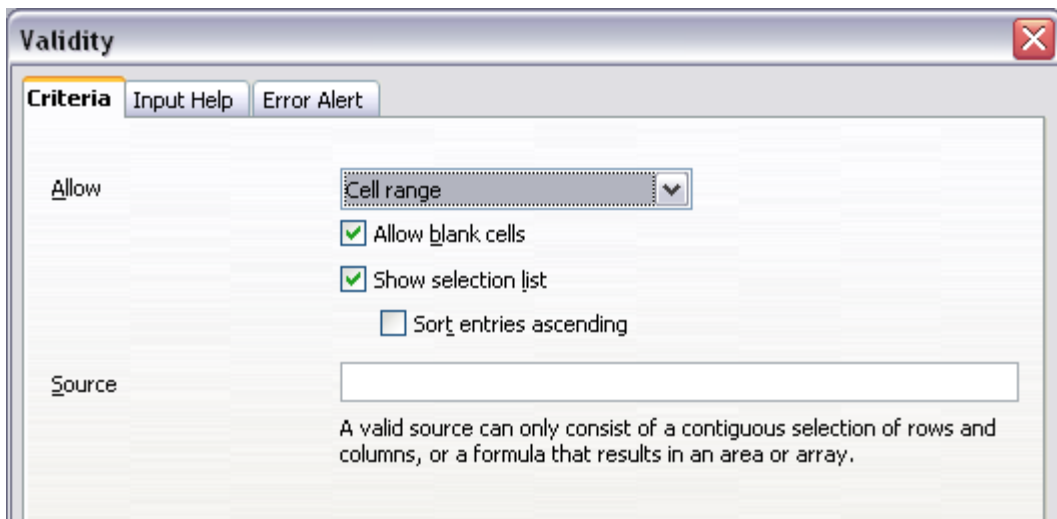 Validity
Criteria Input Help Error Alert
Allow Cell range
Allow blank cells
Show selection list
Sort entries ascending
Source
A valid source can only consist of a contiguous selection of rows and
columns, or a formula that results in an area or array.